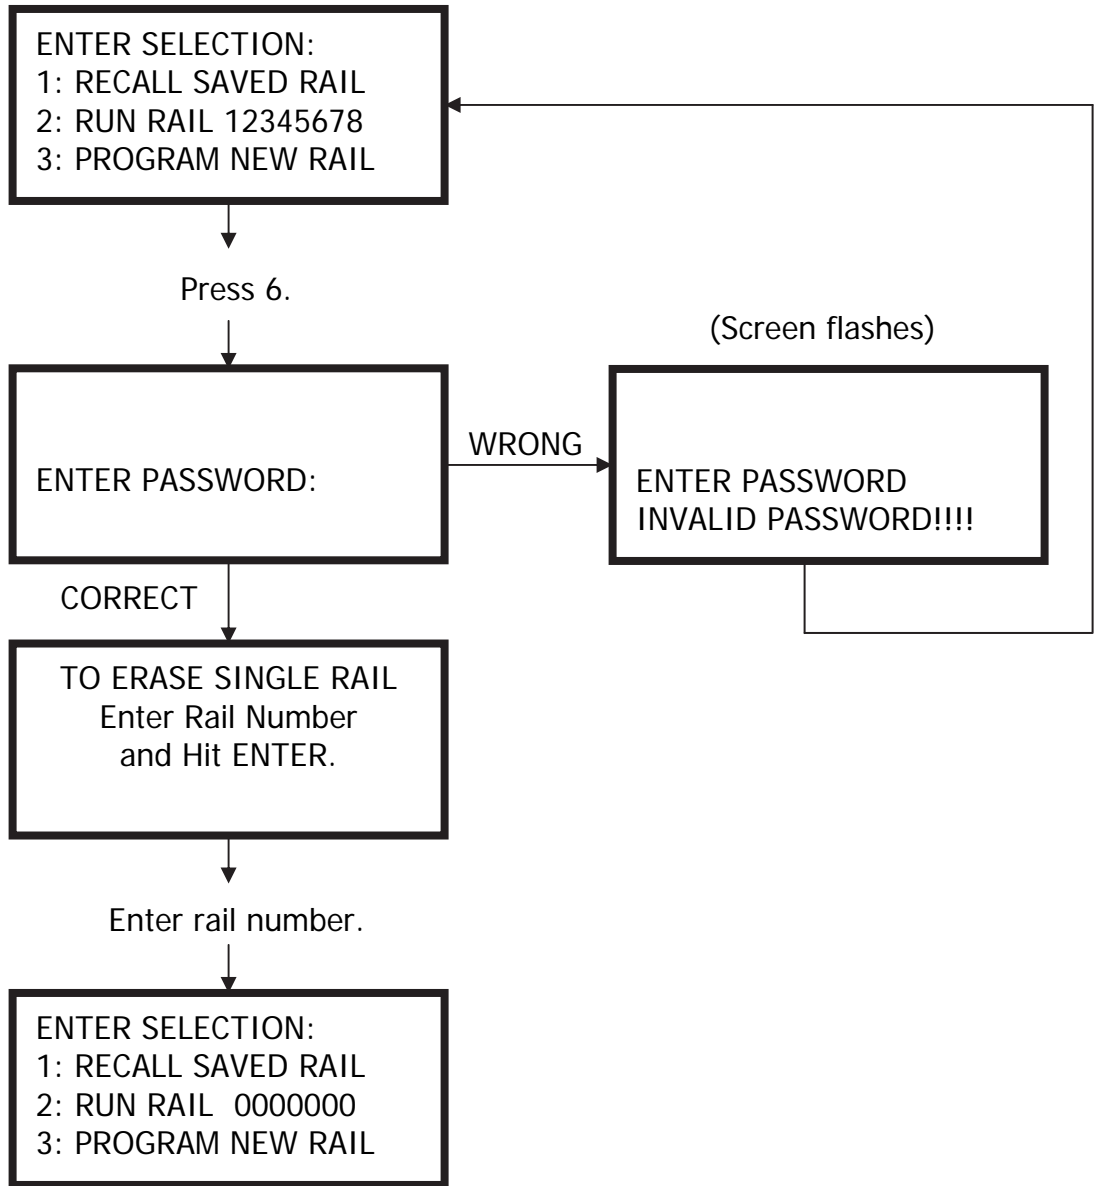 ENTER SELECTION:
1: RECALL SAVED RAIL
2: RUN RAIL 12345678
3: PROGRAM NEW RAIL
Press 6.
(Screen flashes)
ENTER PASSWORD:
WRONG
ENTER PASSWORD
INVALID PASSWORD!!!!
CORRECT
TO ERASE SINGLE RAIL
Enter Rail Number
and Hit ENTER.
Enter rail number.
ENTER SELECTION:
1: RECALL SAVED RAIL
2: RUN RAIL  0000000
3: PROGRAM NEW RAIL